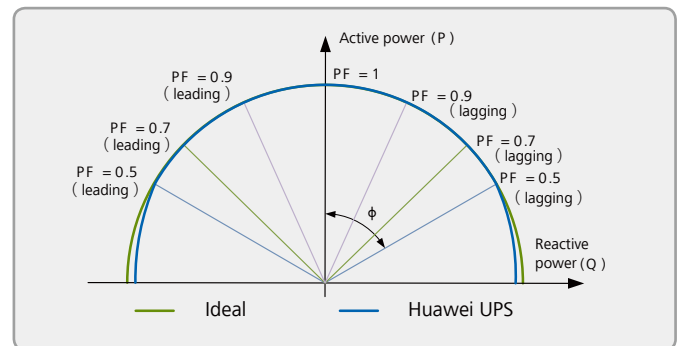 Active power (P)
PF = 0.9
( leading )
PF = 1
PF = 0.9
( lagging )
PF = 0.7
( leading )
PF = 0.7
( lagging )
PF = 0.5
( leading )
PF = 0.5
( lagging )
ϕ
Reactive
power (Q)
Ideal
Huawei UPS